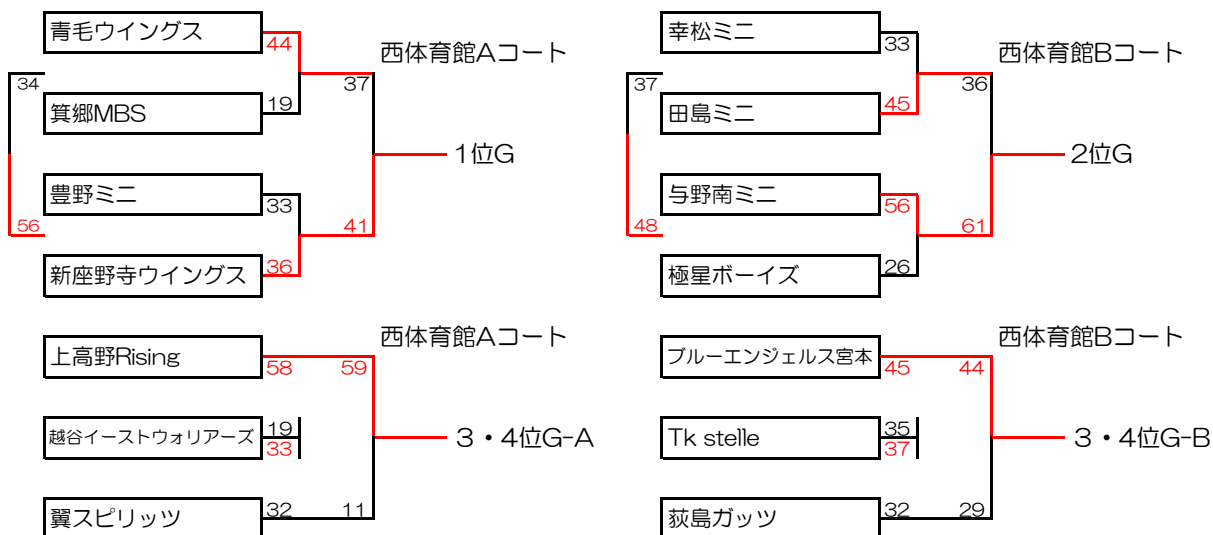 青毛ウイングス
44
西体育館Aコート
34
37
箕郷MBS
19
1位G
豊野ミニ
33
56
41
新座野寺ウイングス
36
幸松ミニ
33
西体育館Bコート
37
36
田島ミニ
45
2位G
与野南ミニ
56
48
61
極星ボーイズ
26
上高野Rising
58
59
西体育館Aコート
越谷イーストウォリアーズ
19
33
3・4位G-A
翼スピリッツ
32
11
ブルーエンジェルス宮本
45
44
西体育館Bコート
Tk stelle
35
37
3・4位G-B
荻島ガッツ
32
29